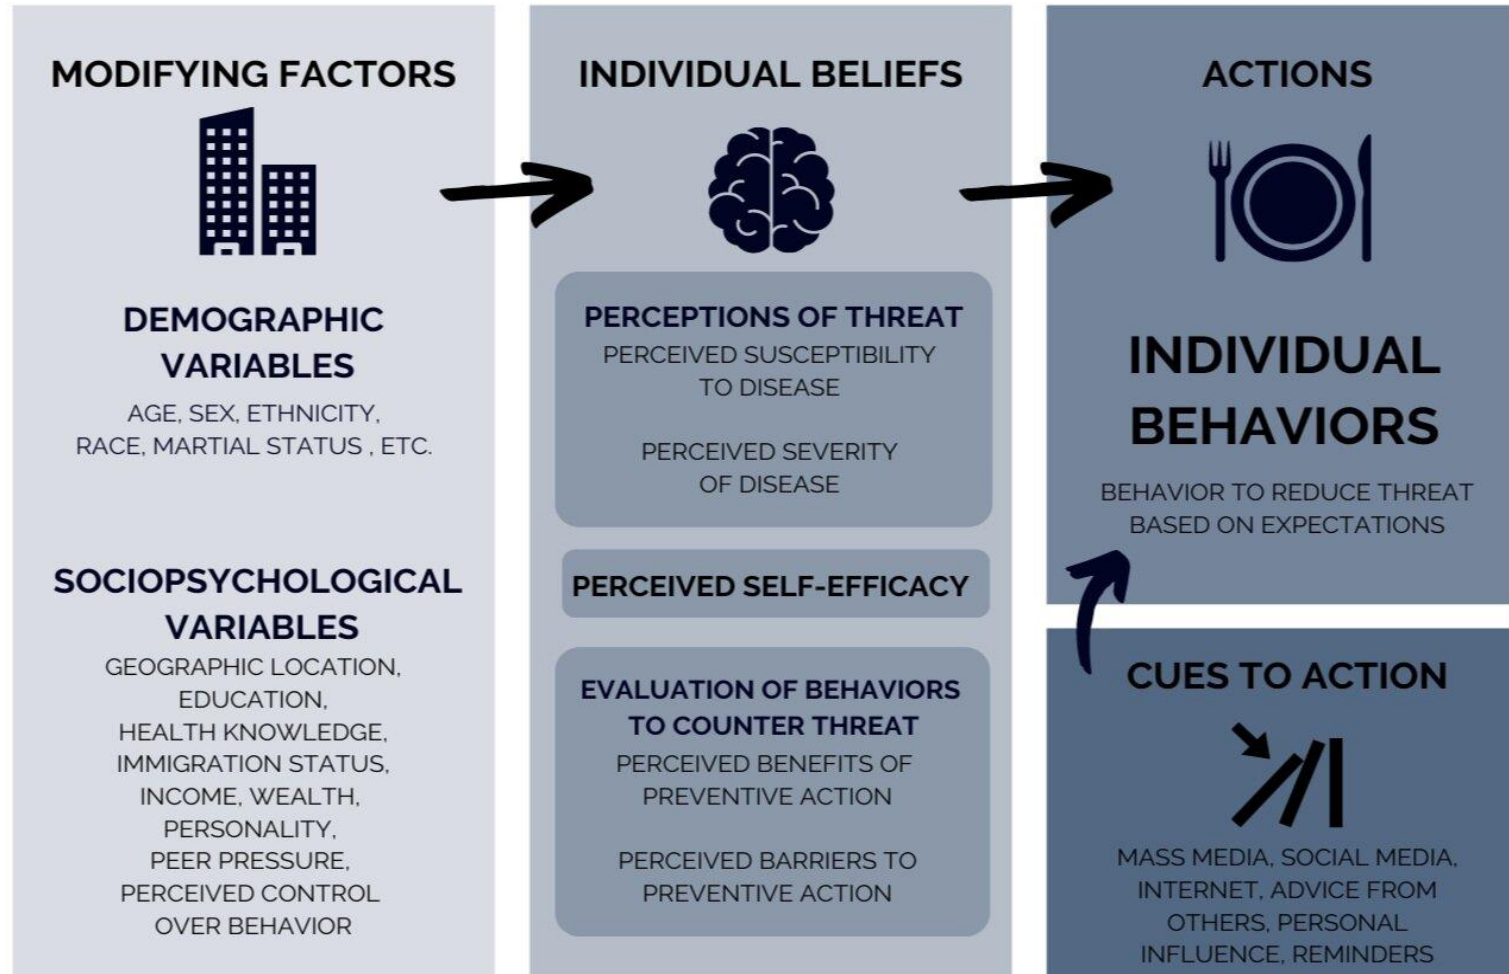 MODIFYING FACTORS
DEMOGRAPHIC
VARIABLES
AGE, SEX, ETHNICITY,
RACE, MARTIAL STATUS , ETC.
SOCIOPSYCHOLOGICAL
VARIABLES
GEOGRAPHIC LOCATION,
EDUCATION,
HEALTH KNOWLEDGE,
IMMIGRATION STATUS,
INCOME, WEALTH,
PERSONALITY,
PEER PRESSURE,
PERCEIVED CONTROL
OVER BEHAVIOR
INDIVIDUAL BELIEFS
PERCEPTIONS OF THREAT
PERCEIVED SUSCEPTIBILITY
TO DISEASE
PERCEIVED SEVERITY
OF DISEASE
PERCEIVED SELF-EFFICACY
EVALUATION OF BEHAVIORS
TO COUNTER THREAT
PERCEIVED BENEFITS OF
PREVENTIVE ACTION
PERCEIVED BARRIERS TO
PREVENTIVE ACTION
ACTIONS
INDIVIDUAL
BEHAVIORS
BEHAVIOR TO REDUCE THREAT
BASED ON EXPECTATIONS
CUES TO ACTION
MASS MEDIA, SOCIAL MEDIA,
INTERNET, ADVICE FROM
OTHERS, PERSONAL
INFLUENCE, REMINDERS